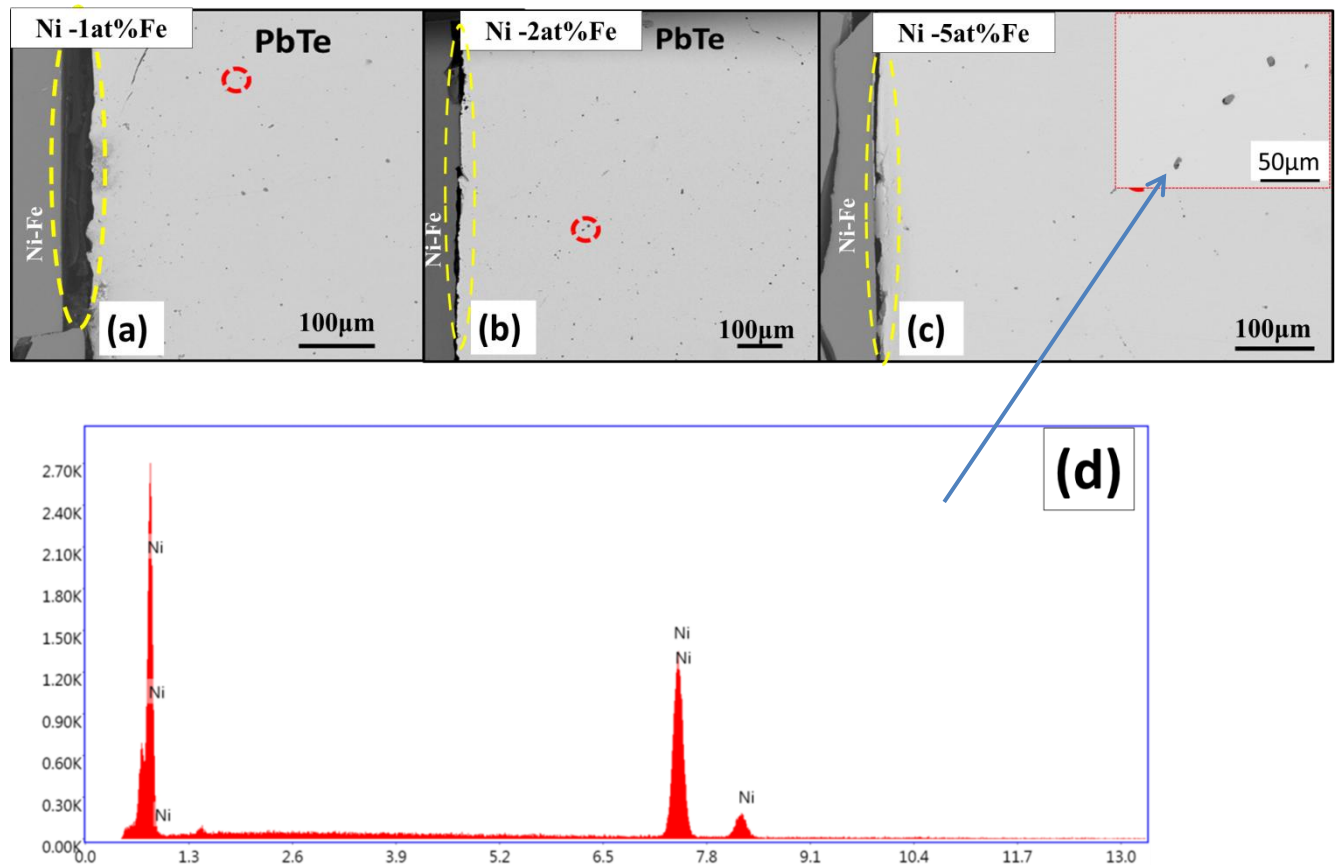 Ni -1at%Fe
PbTe
Ni-Fe
(a)
100μm
Ni -2at%Fe
PbTe
Ni-Fe
(b)
100μm
Ni -5at%Fe
50μm
Ni-Fe
(c)
100μm
(d)
2.70K
2.40K
2.10K
1.80K
1.50K
1.20K
0.90K
0.60K
0.30K
0.00K
Ni
Ni
Ni
Ni
Ni
Ni
0.0 1.3 2.6 3.9 5.2 6.5 7.8 9.1 10.4 11.7 13.0